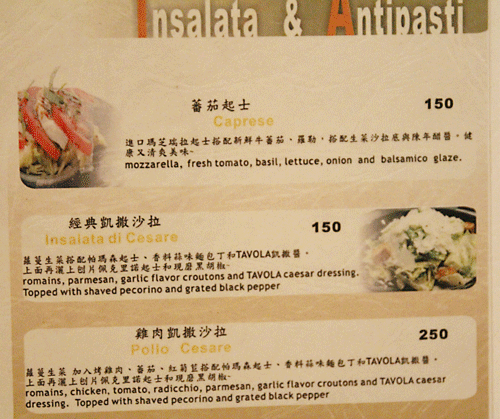 Insalata & Antipasti
蕃茄起士 150
Caprese
進口瑪芝瑞拉起士搭配新鮮牛蕃茄、羅勒,搭配生菜沙拉底與陳年醋醬,健
康又清爽美味~
mozzarella, fresh tomato, basil, lettuce, onion and balsamico glaze.
經典凱撒沙拉 150
Insalata di Cesare
蘿蔓生菜搭配帕瑪森起士、香料蒜味麵包丁和TAVOLA凱撒醬。
上面再灑上刨片佩克里諾起士和現磨黑胡椒~
romains, parmesan, garlic flavor croutons and TAVOLA caesar dressing.
Topped with shaved pecorino and grated black pepper
雞肉凱撒沙拉 250
Pollo Cesare
蘿蔓生菜 加入烤雞肉、蕃茄、紅菊苣搭配帕瑪森起士、香料蒜味麵包丁和TAVOLA凱撒醬。
上面再灑上刨片佩克里諾起士和現磨黑胡椒~
romains, chicken, tomato, radicchio, parmesan, garlic flavor croutons and TAVOLA caesar
dressing. Topped with shaved pecorino and grated black pepper